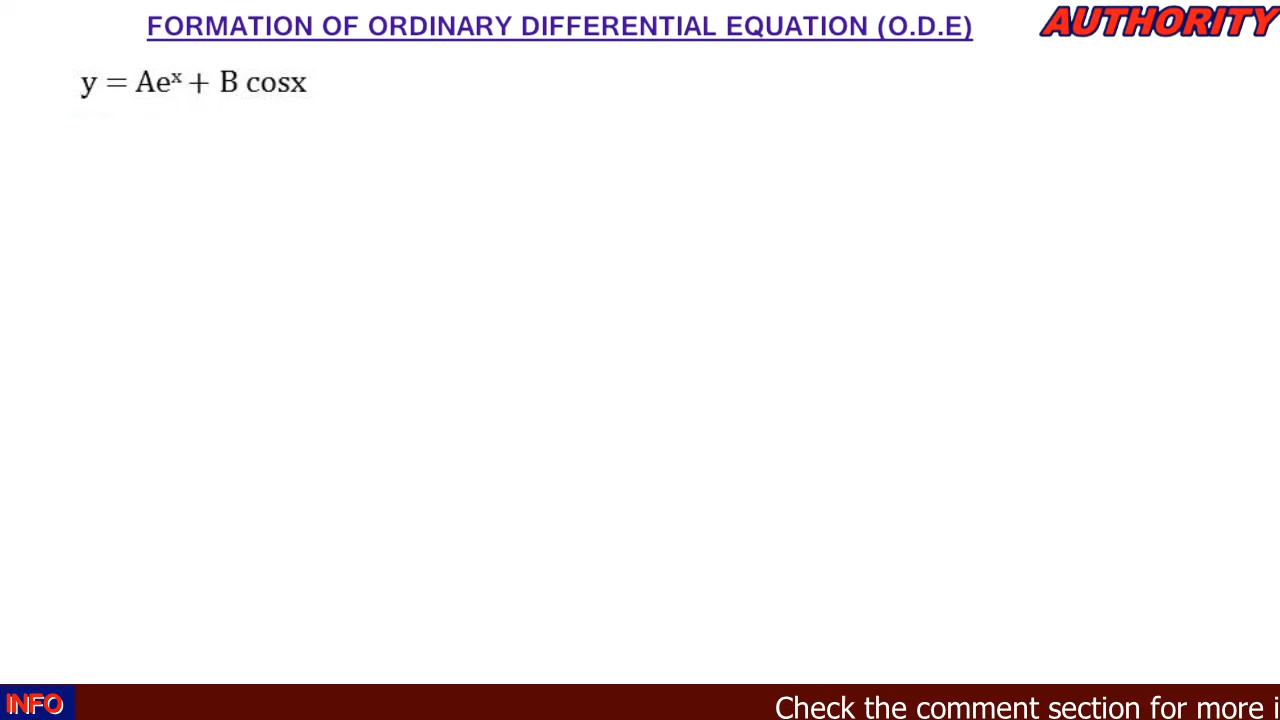 FORMATION OF ORDINARY DIFFERENTIAL EQUATION (O.D.E)
AUTHORITY
y = Aeˣ + B cosx
INFO
Check the comment section for more i